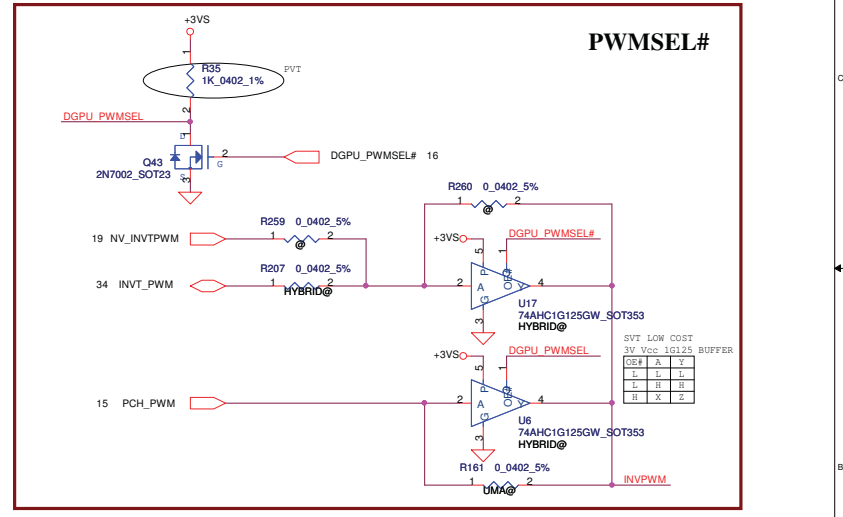 PWMSEL#
+3VS
1
R35
1K_0402_1%
PVT
2
DGPU_PWMSEL
1
D
Q43
2N7002_SOT23
G
2
DGPU_PWMSEL# 16
S
3
R260 0_0402_5%
1 2
@
R259 0_0402_5%
19 NV_INVTPWM
1 2
@
R207 0_0402_5%
34 INVT_PWM
1 2
HYBRID@
+3VS
DGPU_PWMSEL#
5
1
P
OE#
2
A
Y
4
G
3
U17
74AHC1G125GW_SOT353
HYBRID@
SVT LOW COST
3V Vcc 1G125 BUFFER
OE# A Y
L L L
L H H
H X Z
+3VS
DGPU_PWMSEL
5
1
P
OE#
15 PCH_PWM
2
A
Y
4
G
3
U6
74AHC1G125GW_SOT353
HYBRID@
R161 0_0402_5%
1 2
UMA@
INVPWM
C
B